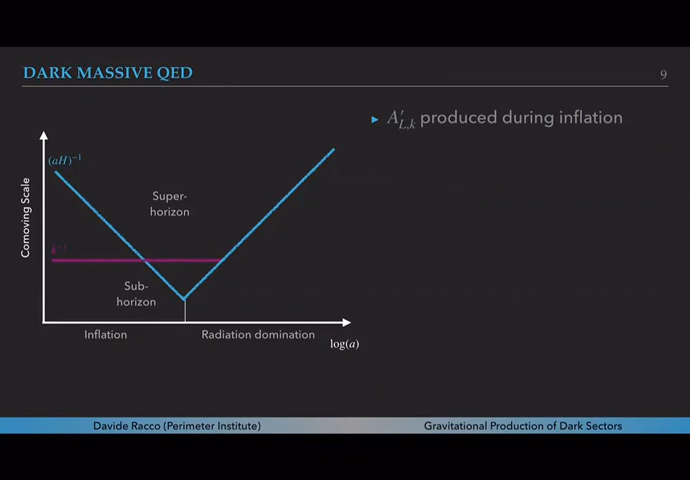 DARK MASSIVE QED
9
▸ A′_{L,k} produced during inflation
(aH)⁻¹
Comoving Scale
Super-
horizon
k⁻¹
Sub-
horizon
Inflation
Radiation domination
log(a)
Davide Racco (Perimeter Institute)
Gravitational Production of Dark Sectors